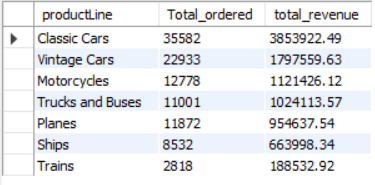 productLine Total_ordered total_revenue
Classic Cars 35582 3853922.49
Vintage Cars 22933 1797559.63
Motorcycles 12778 1121426.12
Trucks and Buses 11001 1024113.57
Planes 11872 954637.54
Ships 8532 663998.34
Trains 2818 188532.92